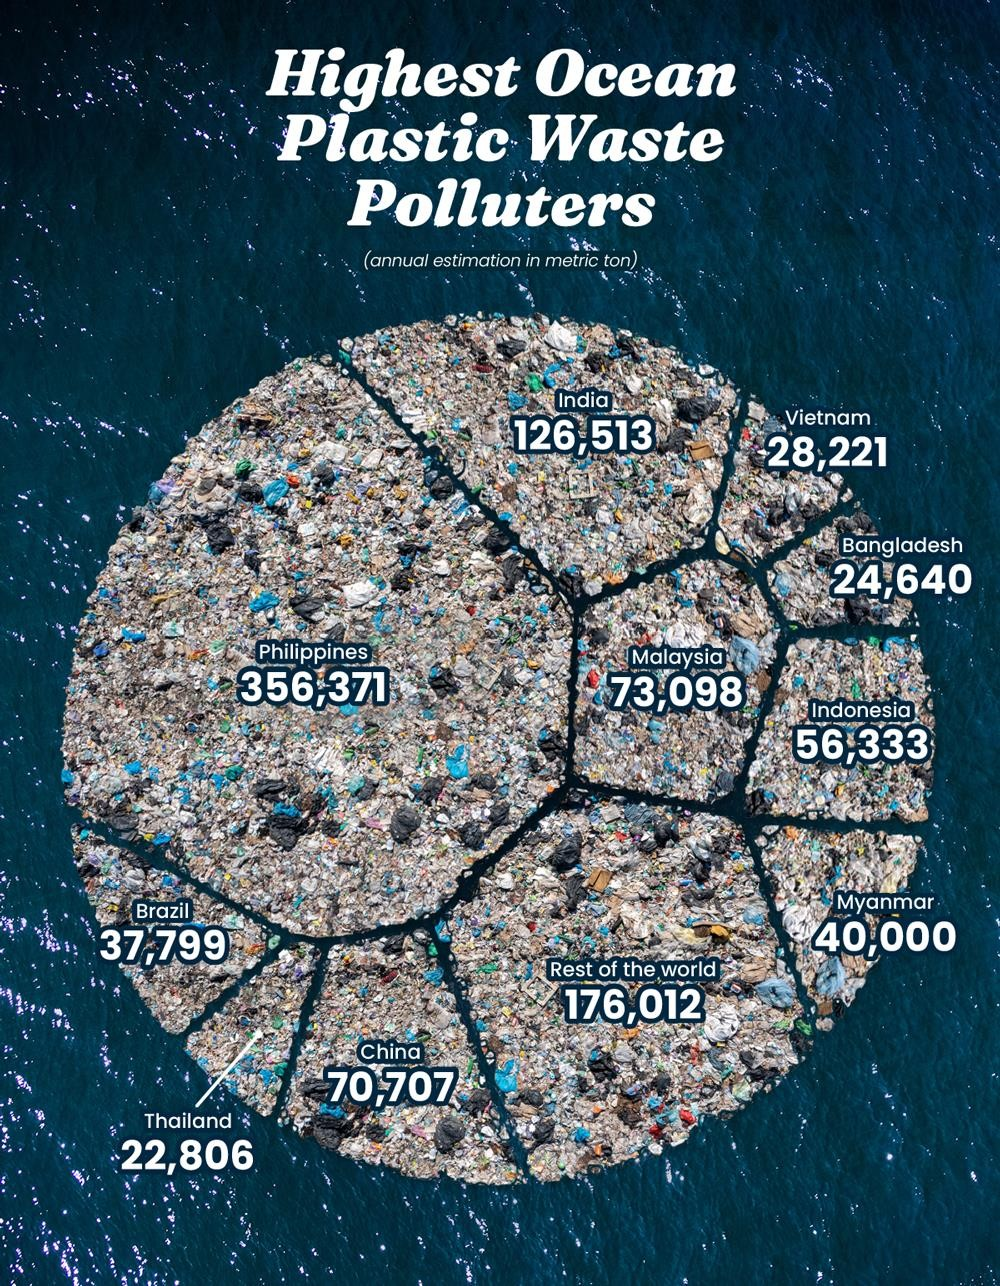 Highest Ocean
Plastic Waste
Polluters
(annual estimation in metric ton)
India
126,513
Vietnam
28,221
Bangladesh
24,640
Philippines
356,371
Malaysia
73,098
Indonesia
56,333
Brazil
37,799
Myanmar
40,000
Rest of the world
176,012
China
70,707
Thailand
22,806